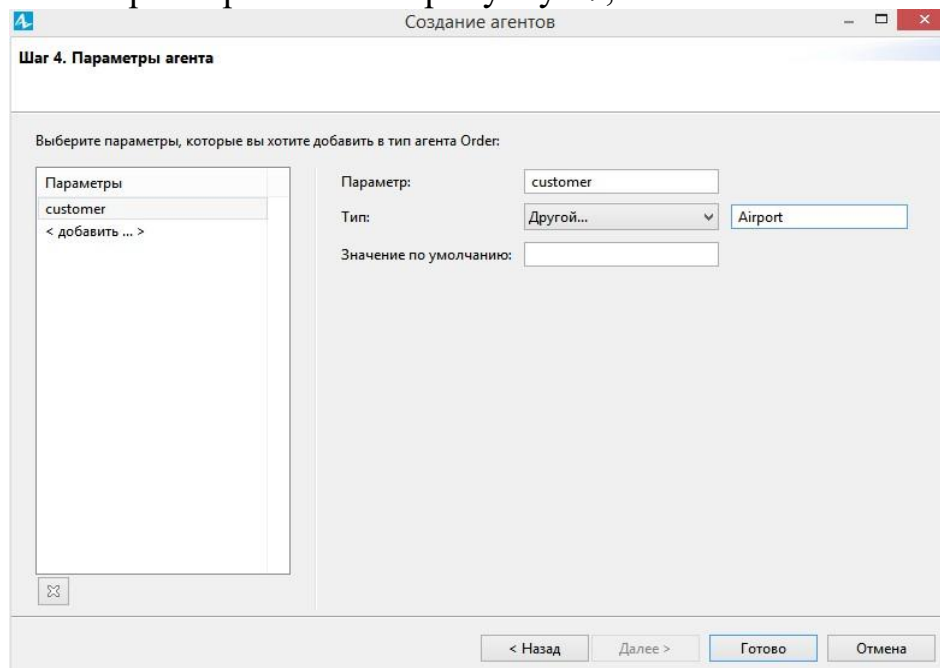 Создание агентов
Шаг 4. Параметры агента
Выберите параметры, которые вы хотите добавить в тип агента Order:
Параметры
customer
< добавить ... >
Параметр: customer
Тип: Другой... Airport
Значение по умолчанию:
< Назад Далее > Готово Отмена